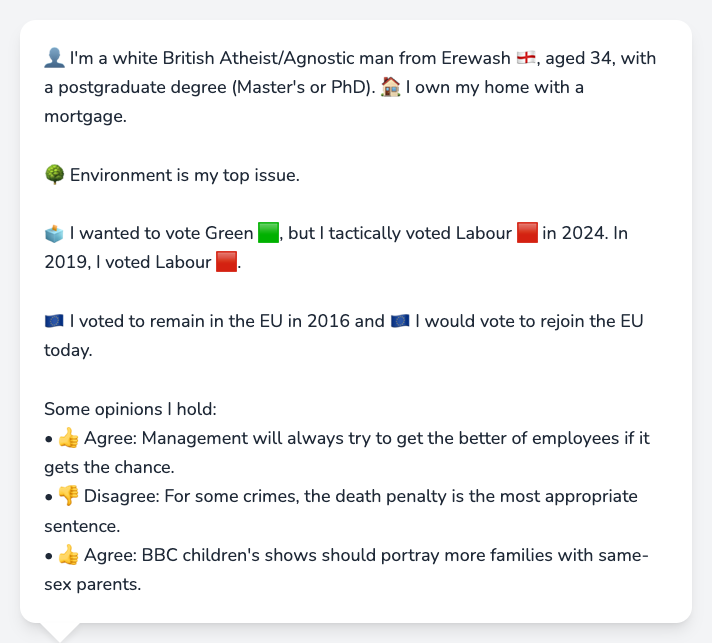 👤 I'm a white British Atheist/Agnostic man from Erewash 🏴󠁧󠁢󠁥󠁮󠁧󠁿, aged 34, with
a postgraduate degree (Master's or PhD). 🏠 I own my home with a
mortgage.
🌳 Environment is my top issue.
🗳️ I wanted to vote Green 🟩, but I tactically voted Labour 🟥 in 2024. In
2019, I voted Labour 🟥.
🇪🇺 I voted to remain in the EU in 2016 and 🇪🇺 I would vote to rejoin the EU
today.
Some opinions I hold:
• 👍 Agree: Management will always try to get the better of employees if it
gets the chance.
• 👎 Disagree: For some crimes, the death penalty is the most appropriate
sentence.
• 👍 Agree: BBC children's shows should portray more families with same-
sex parents.